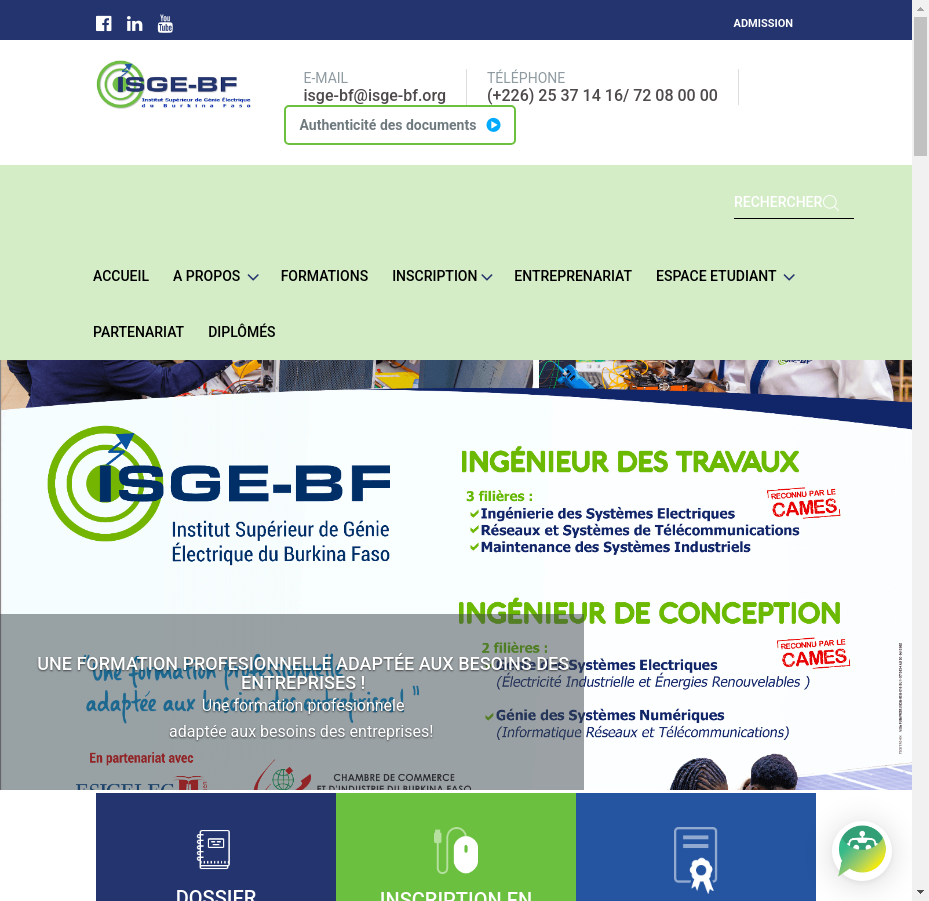 ADMISSION
ISGE-BF
Institut Supérieur de Génie Electrique
du Burkina Faso
E-MAIL
isge-bf@isge-bf.org
TÉLÉPHONE
(+226) 25 37 14 16/ 72 08 00 00
Authenticité des documents
RECHERCHER
ACCUEIL A PROPOS FORMATIONS INSCRIPTION ENTREPRENARIAT ESPACE ETUDIANT
PARTENARIAT DIPLÔMÉS
ISGE-BF
Institut Supérieur de Génie
Électrique du Burkina Faso
INGÉNIEUR DES TRAVAUX
3 filières :
Ingénierie des Systèmes Electriques
Réseaux et Systèmes de Télécommunications
Maintenance des Systèmes Industriels
RECONNU PAR LE
CAMES
INGÉNIEUR DE CONCEPTION
2 filières :
Systèmes Electriques
(Électricité Industrielle et Énergies Renouvelables )
Génie des Systèmes Numériques
(Informatique Réseaux et Télécommunications)
RECONNU PAR LE
CAMES
"Une formation profesionnelle
adaptée aux besoins des entreprises !"
UNE FORMATION PROFESIONNELLE ADAPTÉE AUX BESOINS DES
ENTREPRISES !
Une formation profesionnele
adaptée aux besoins des entreprises!
En partenariat avec
ESIGELEC
CHAMBRE DE COMMERCE
ET D'INDUSTRIE DU BURKINA FASO
DOSSIER
INSCRIPTION EN